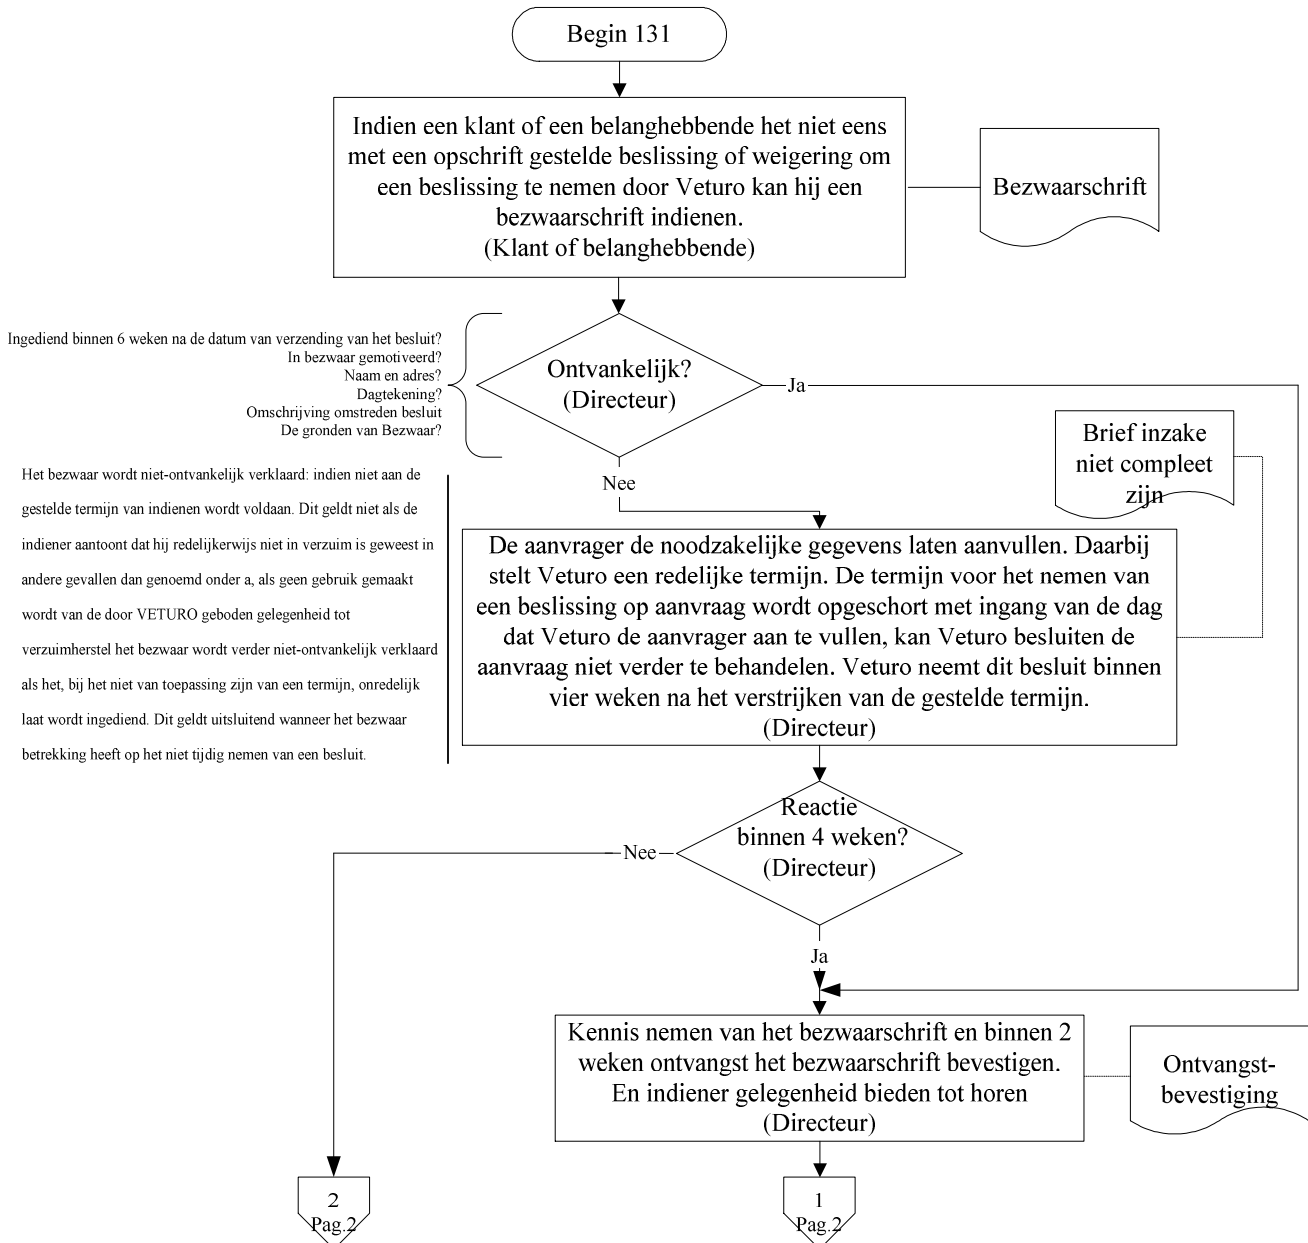 Begin 131
Indien een klant of een belanghebbende het niet eens
met een opschrift gestelde beslissing of weigering om
een beslissing te nemen door Veturo kan hij een
bezwaarschrift indienen.
(Klant of belanghebbende)
Bezwaarschrift
Ingediend binnen 6 weken na de datum van verzending van het besluit?
In bezwaar gemotiveerd?
Naam en adres?
Dagtekening?
Omschrijving omstreden besluit
De gronden van Bezwaar?
Ontvankelijk?
(Directeur)
Ja
Nee
Brief inzake
niet compleet
zijn
Het bezwaar wordt niet-ontvankelijk verklaard: indien niet aan de
gestelde termijn van indienen wordt voldaan. Dit geldt niet als de
indiener aantoont dat hij redelijkerwijs niet in verzuim is geweest in
andere gevallen dan genoemd onder a, als geen gebruik gemaakt
wordt van de door VETURO geboden gelegenheid tot
verzuimherstel het bezwaar wordt verder niet-ontvankelijk verklaard
als het, bij het niet van toepassing zijn van een termijn, onredelijk
laat wordt ingediend. Dit geldt uitsluitend wanneer het bezwaar
betrekking heeft op het niet tijdig nemen van een besluit.
De aanvrager de noodzakelijke gegevens laten aanvullen. Daarbij
stelt Veturo een redelijke termijn. De termijn voor het nemen van
een beslissing op aanvraag wordt opgeschort met ingang van de dag
dat Veturo de aanvrager aan te vullen, kan Veturo besluiten de
aanvraag niet verder te behandelen. Veturo neemt dit besluit binnen
vier weken na het verstrijken van de gestelde termijn.
(Directeur)
Reactie
binnen 4 weken?
(Directeur)
Nee
Ja
Kennis nemen van het bezwaarschrift en binnen 2
weken ontvangst het bezwaarschrift bevestigen.
En indiener gelegenheid bieden tot horen
(Directeur)
Ontvangst-
bevestiging
2
Pag.2
1
Pag.2